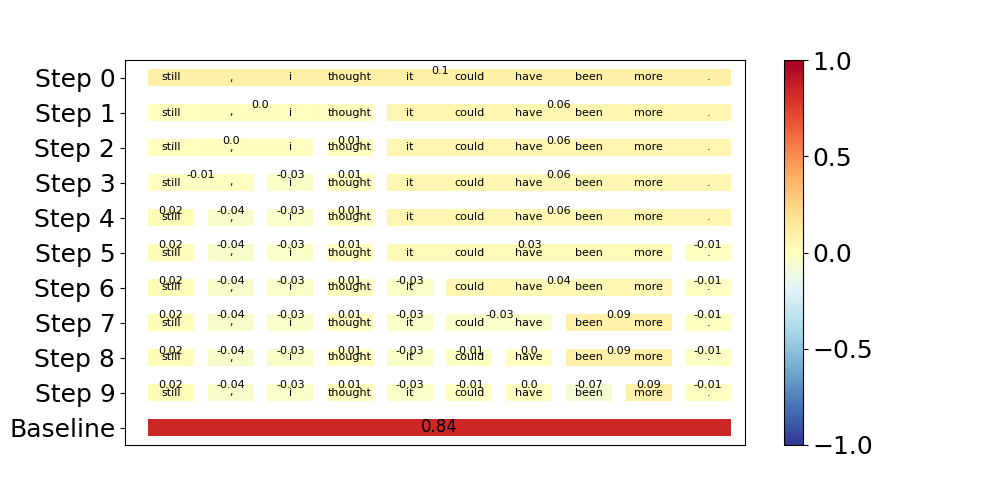 0.1
Step 0 still , i thought it could have been more .
0.0 0.06
Step 1 still , i thought it could have been more .
0.0 0.01 0.06
Step 2 still , i thought it could have been more .
-0.01 -0.03 0.01 0.06
Step 3 still , i thought it could have been more .
0.02 -0.04 -0.03 0.01 0.06
Step 4 still , i thought it could have been more .
0.02 -0.04 -0.03 0.01 0.03 -0.01
Step 5 still , i thought it could have been more .
0.02 -0.04 -0.03 0.01 -0.03 0.04 -0.01
Step 6 still , i thought it could have been more .
0.02 -0.04 -0.03 0.01 -0.03 -0.03 0.09 -0.01
Step 7 still , i thought it could have been more .
0.02 -0.04 -0.03 0.01 -0.03 -0.01 0.0 0.09 -0.01
Step 8 still , i thought it could have been more .
0.02 -0.04 -0.03 0.01 -0.03 -0.01 0.0 -0.07 0.09 -0.01
Step 9 still , i thought it could have been more .
Baseline 0.84
1.0
0.5
0.0
−0.5
−1.0